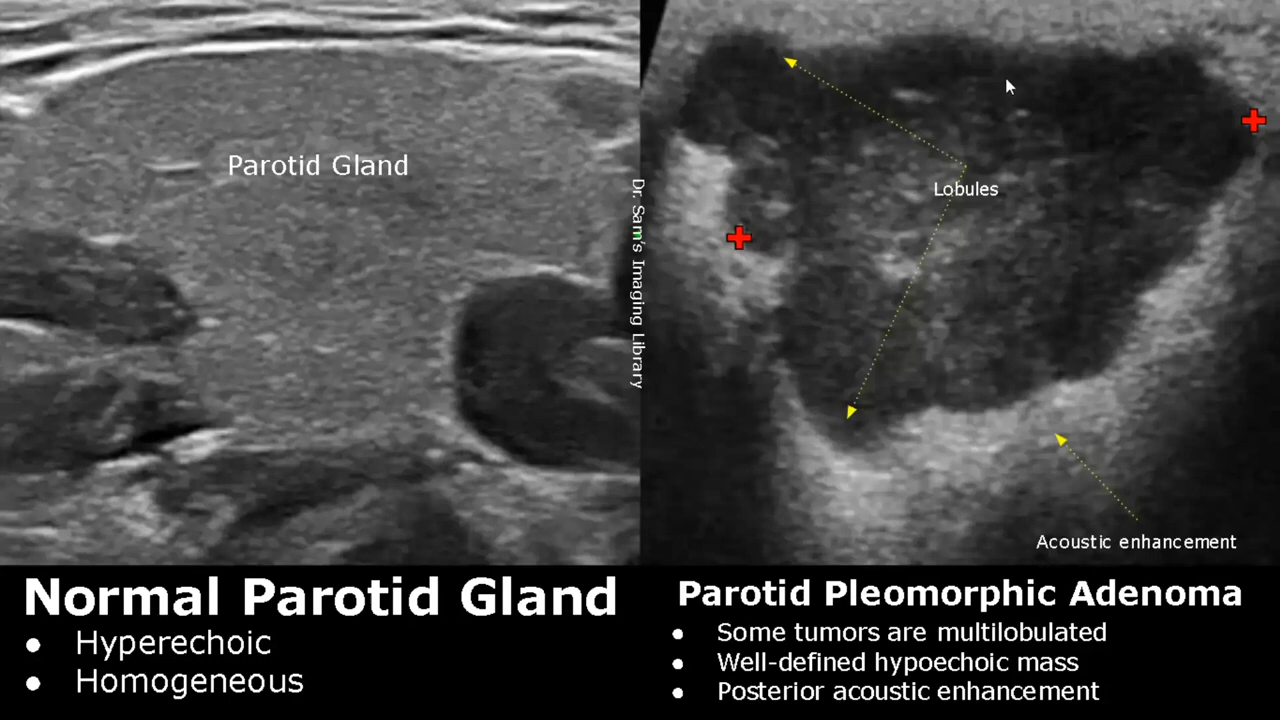 Parotid Gland
Dr. Sam's Imaging Library
Lobules
Acoustic enhancement
Normal Parotid Gland
• Hyperechoic
• Homogeneous
Parotid Pleomorphic Adenoma
• Some tumors are multilobulated
• Well-defined hypoechoic mass
• Posterior acoustic enhancement